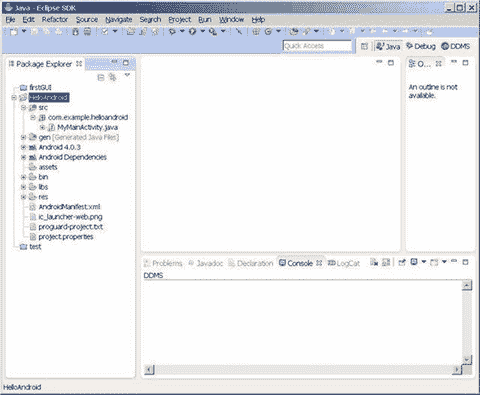 Java - Eclipse SDK
File Edit Refactor Source Navigate Search Project Run Window Help
Quick Access Java Debug DDMS
Package Explorer
O...
firstGUI
HelloAndroid
src
com.example.helloandroid
MyMainActivity.java
gen [Generated Java Files]
Android 4.0.3
Android Dependencies
assets
bin
libs
res
AndroidManifest.xml
ic_launcher-web.png
proguard-project.txt
project.properties
test
An outline is not
available.
Problems Javadoc Declaration Console LogCat
DDMS
HelloAndroid